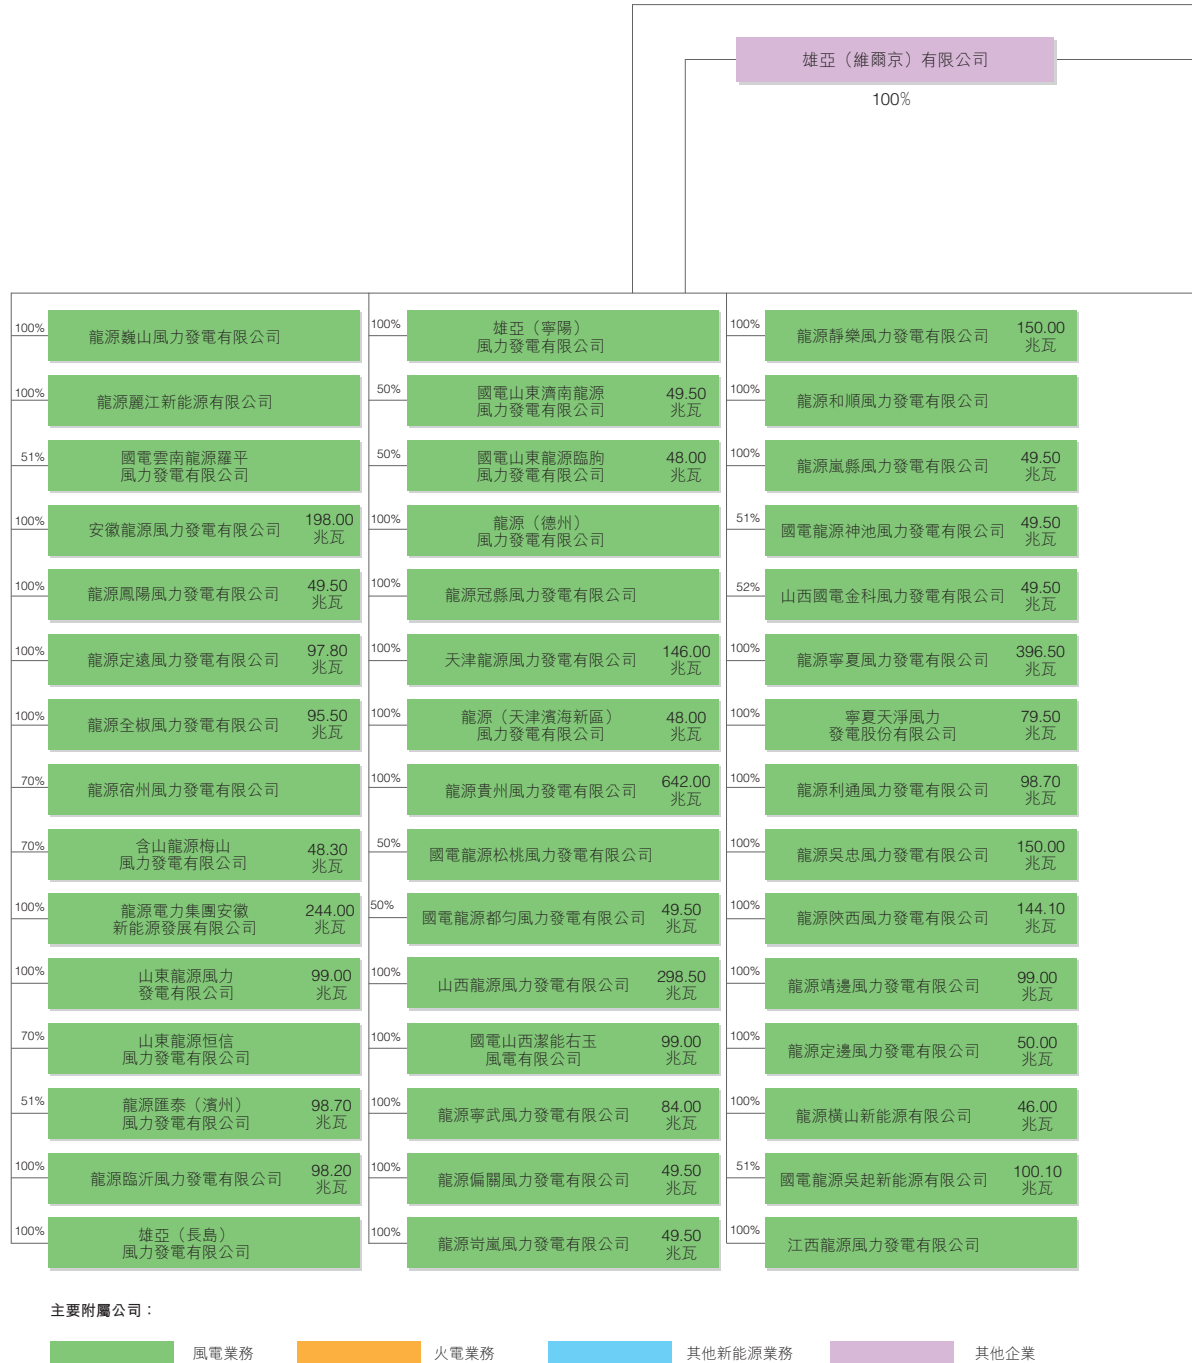 雄亞（維爾京）有限公司
100%
100%
龍源巍山風力發電有限公司
100%
龍源麗江新能源有限公司
51%
國電雲南龍源羅平
風力發電有限公司
100%
安徽龍源風力發電有限公司
198.00
兆瓦
100%
龍源鳳陽風力發電有限公司
49.50
兆瓦
100%
龍源定遠風力發電有限公司
97.80
兆瓦
100%
龍源全椒風力發電有限公司
95.50
兆瓦
70%
龍源宿州風力發電有限公司
70%
含山龍源梅山
風力發電有限公司
48.30
兆瓦
100%
龍源電力集團安徽
新能源發展有限公司
244.00
兆瓦
100%
山東龍源風力
發電有限公司
99.00
兆瓦
70%
山東龍源恒信
風力發電有限公司
51%
龍源匯泰（濱州）
風力發電有限公司
98.70
兆瓦
100%
龍源臨沂風力發電有限公司
98.20
兆瓦
100%
雄亞（長島）
風力發電有限公司
100%
雄亞（寧陽）
風力發電有限公司
50%
國電山東濟南龍源
風力發電有限公司
49.50
兆瓦
50%
國電山東龍源臨朐
風力發電有限公司
48.00
兆瓦
100%
龍源（德州）
風力發電有限公司
100%
龍源冠縣風力發電有限公司
100%
天津龍源風力發電有限公司
146.00
兆瓦
100%
龍源（天津濱海新區）
風力發電有限公司
48.00
兆瓦
100%
龍源貴州風力發電有限公司
642.00
兆瓦
50%
國電龍源松桃風力發電有限公司
50%
國電龍源都勻風力發電有限公司
49.50
兆瓦
100%
山西龍源風力發電有限公司
298.50
兆瓦
100%
國電山西潔能右玉
風電有限公司
99.00
兆瓦
100%
龍源寧武風力發電有限公司
84.00
兆瓦
100%
龍源偏關風力發電有限公司
49.50
兆瓦
100%
龍源岢嵐風力發電有限公司
49.50
兆瓦
100%
龍源靜樂風力發電有限公司
150.00
兆瓦
100%
龍源和順風力發電有限公司
100%
龍源嵐縣風力發電有限公司
49.50
兆瓦
51%
國電龍源神池風力發電有限公司
49.50
兆瓦
52%
山西國電金科風力發電有限公司
49.50
兆瓦
100%
龍源寧夏風力發電有限公司
396.50
兆瓦
100%
寧夏天淨風力
發電股份有限公司
79.50
兆瓦
100%
龍源利通風力發電有限公司
98.70
兆瓦
100%
龍源吳忠風力發電有限公司
150.00
兆瓦
100%
龍源陝西風力發電有限公司
144.10
兆瓦
100%
龍源靖邊風力發電有限公司
99.00
兆瓦
100%
龍源定邊風力發電有限公司
50.00
兆瓦
100%
龍源橫山新能源有限公司
46.00
兆瓦
51%
國電龍源吳起新能源有限公司
100.10
兆瓦
100%
江西龍源風力發電有限公司
主要附屬公司：
風電業務
火電業務
其他新能源業務
其他企業